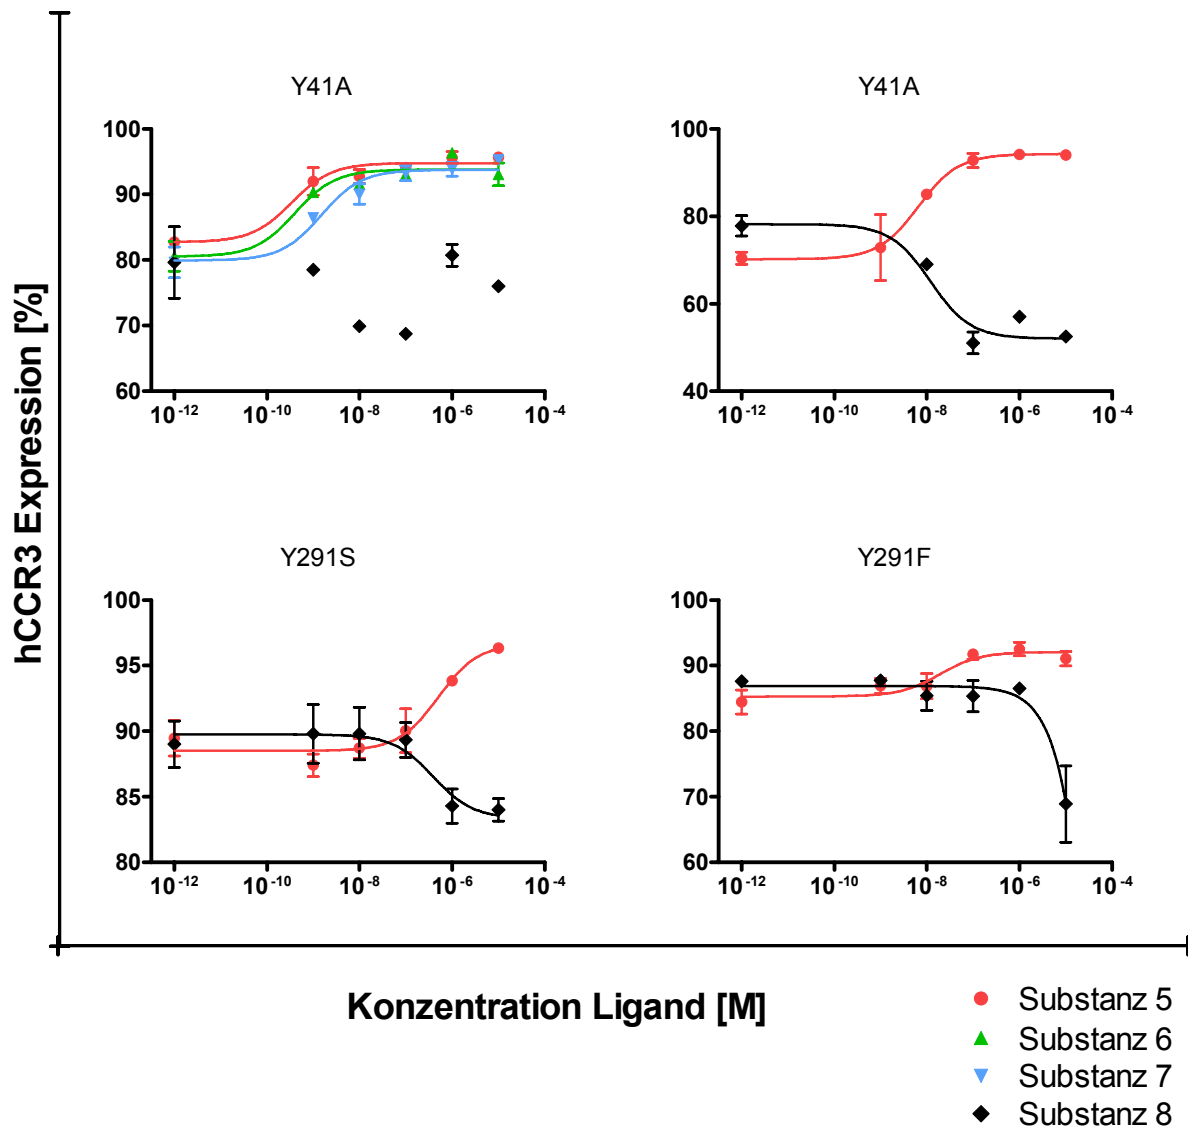 hCCR3 Expression [%]
Y41A
100
90
80
70
60
10-12 10-10 10-8 10-6 10-4
Y41A
100
80
60
40
10-12 10-10 10-8 10-6 10-4
Y291S
100
95
90
85
80
10-12 10-10 10-8 10-6 10-4
Y291F
100
90
80
70
60
10-12 10-10 10-8 10-6 10-4
Konzentration Ligand [M]
Substanz 5
Substanz 6
Substanz 7
Substanz 8